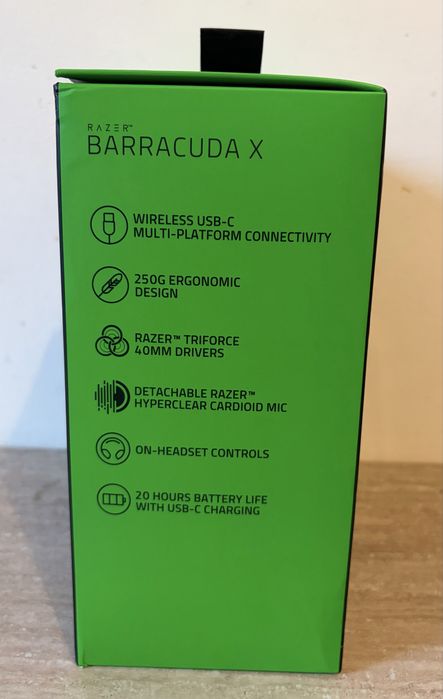 RAZER™
BARRACUDA X
WIRELESS USB-C
MULTI-PLATFORM CONNECTIVITY
250G ERGONOMIC
DESIGN
RAZER™ TRIFORCE
40MM DRIVERS
DETACHABLE RAZER™
HYPERCLEAR CARDIOID MIC
ON-HEADSET CONTROLS
20 HOURS BATTERY LIFE
WITH USB-C CHARGING